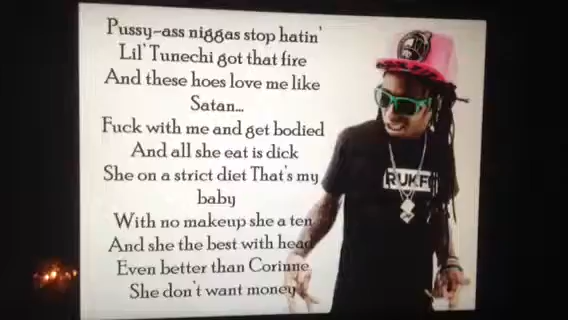 Pussy-ass niggas stop hatin'
Lil' Tunechi got that fire
And these hoes love me like
Satan...
Fuck with me and get bodied
And all she eat is dick
She on a strict diet That's my
baby
With no makeup she a ten
And she the best with head
Even better than Corinne
She don't want money
RUKF